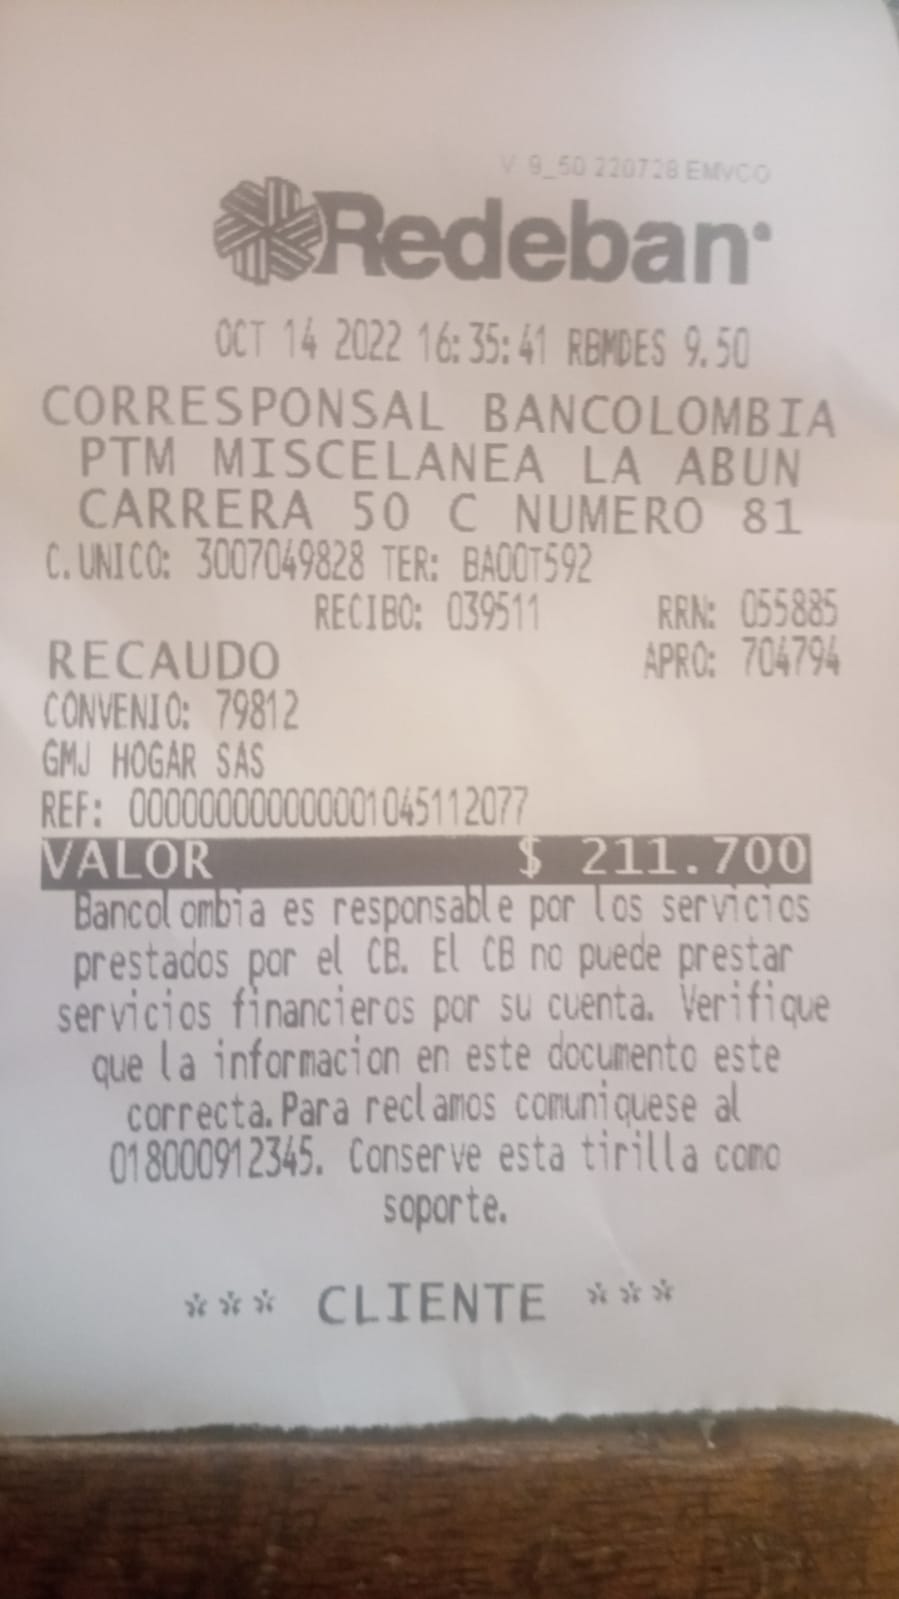 V 9_50 220728 EMVCO
Redeban
OCT 14 2022 16:35:41 RBMDES 9.50
CORRESPONSAL BANCOLOMBIA
PTM MISCELANEA LA ABUN
CARRERA 50 C NUMERO 81
C.UNICO: 3007049828 TER: BA00T592
RECIBO: 039511 RRN: 055885
RECAUDO APRO: 704794
CONVENIO: 79812
GMJ HOGAR SAS
REF: 000000000000001045112077
VALOR $ 211.700
Bancolombia es responsable por los servicios
prestados por el CB. El CB no puede prestar
servicios financieros por su cuenta. Verifique
que la informacion en este documento este
correcta.Para reclamos comuniquese al
018000912345. Conserve esta tirilla como
soporte.
*** CLIENTE ***